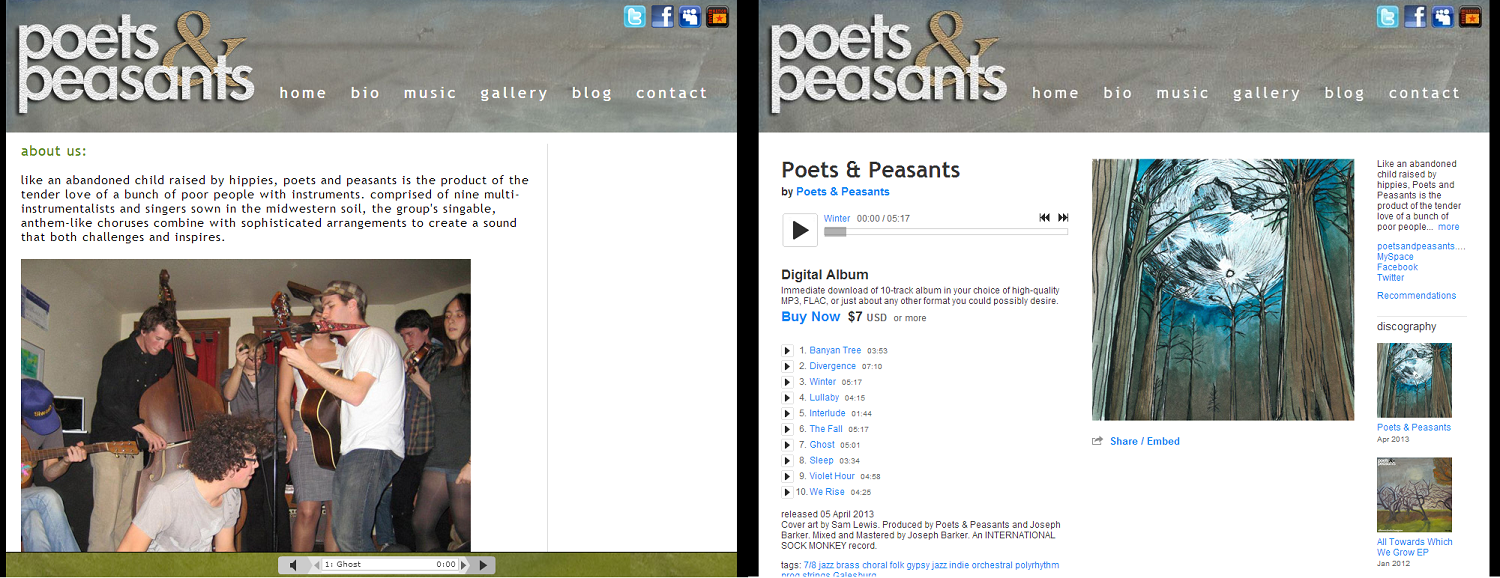 poets &
peasants
home bio music gallery blog contact
about us:
like an abandoned child raised by hippies, poets and peasants is the product of the
tender love of a bunch of poor people with instruments. comprised of nine multi-
instrumentalists and singers sown in the midwestern soil, the group's singable,
anthem-like choruses combine with sophisticated arrangements to create a sound
that both challenges and inspires.
1: Ghost 0:00
poets &
peasants
home bio music gallery blog contact
Poets & Peasants
by Poets & Peasants
Winter 00:00 / 05:17
Digital Album
Immediate download of 10-track album in your choice of high-quality
MP3, FLAC, or just about any other format you could possibly desire.
Buy Now $7 USD or more
1. Banyan Tree 03:53
2. Divergence 07:10
3. Winter 05:17
4. Lullaby 04:15
5. Interlude 01:44
6. The Fall 05:17
7. Ghost 05:01
8. Sleep 03:34
9. Violet Hour 04:58
10. We Rise 04:25
released 05 April 2013
Cover art by Sam Lewis. Produced by Poets & Peasants and Joseph
Barker. Mixed and Mastered by Joseph Barker. An INTERNATIONAL
SOCK MONKEY record.
tags: 7/8 jazz brass choral folk gypsy jazz indie orchestral polyrhythm
prog strings Galesburg
Share / Embed
Like an abandoned
child raised by
hippies, Poets and
Peasants is the
product of the tender
love of a bunch of
poor people... more
poetsandpeasants....
MySpace
Facebook
Twitter
Recommendations
discography
Poets & Peasants
Apr 2013
poets &
peasants
All Towards Which
We Grow EP
Jan 2012